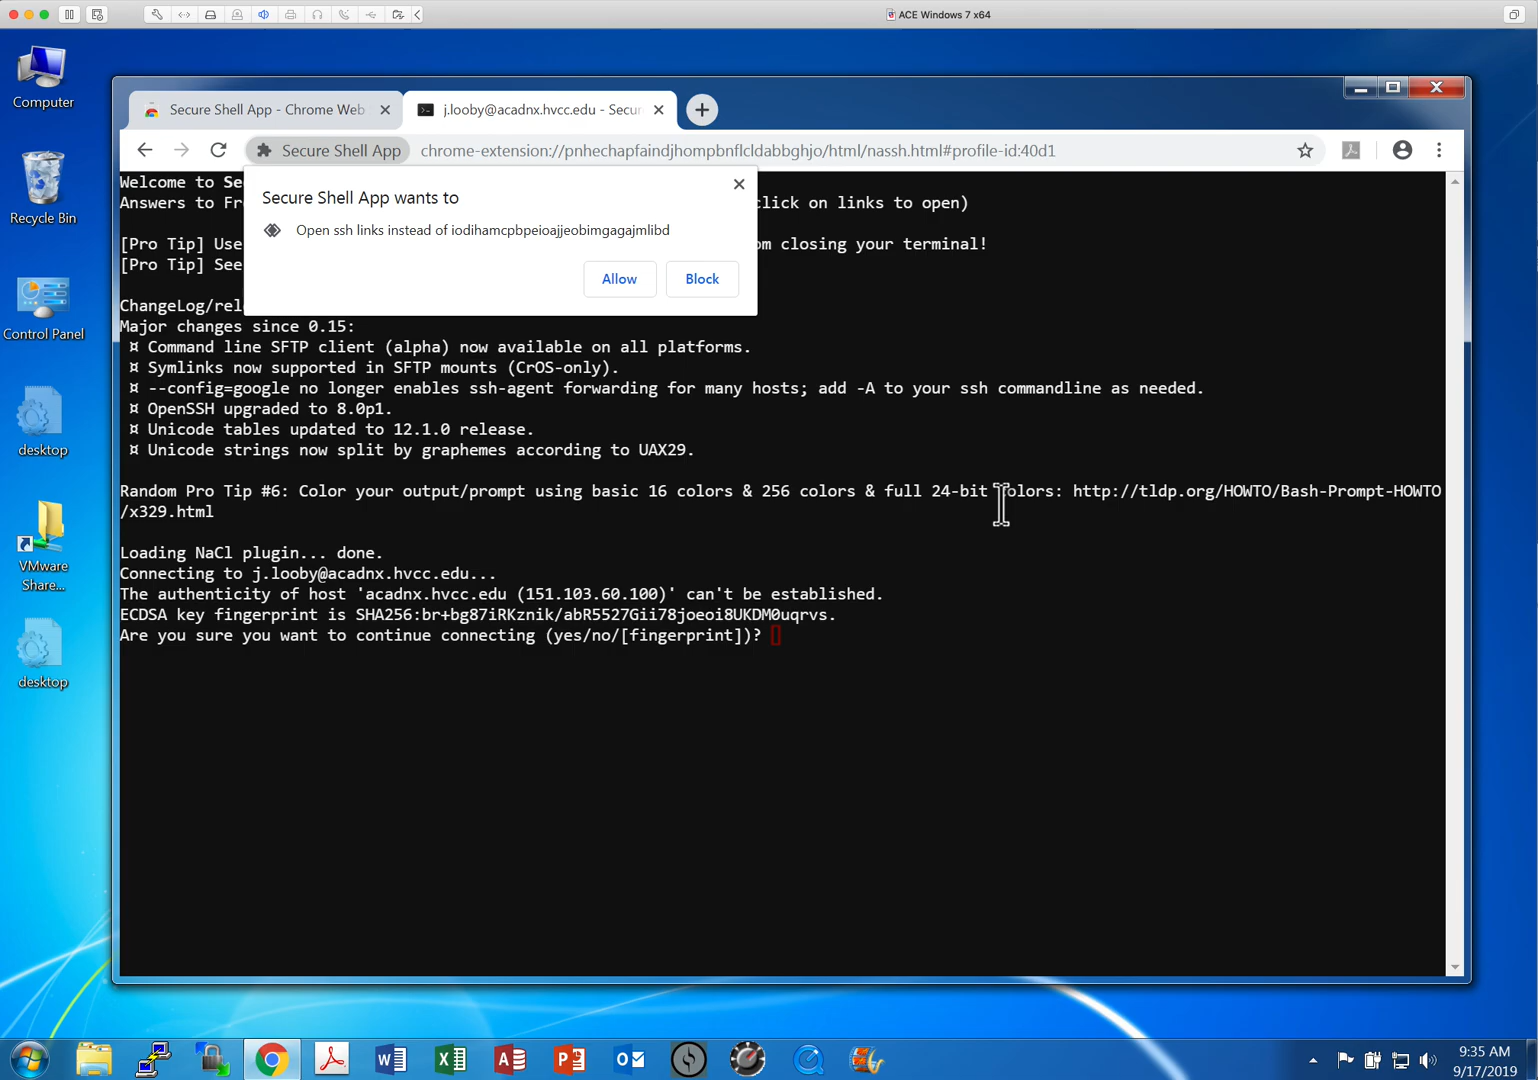 ACE Windows 7 x64
Computer
Recycle Bin
Control Panel
desktop
VMware
Share...
desktop
Secure Shell App - Chrome Web
j.looby@acadnx.hvcc.edu - Secur
Secure Shell App
chrome-extension://pnhechapfaindjhompbnflcldabbghjo/html/nassh.html#profile-id:40d1
Secure Shell App wants to
Open ssh links instead of iodihamcpbpeioajjeobimgagajmlibd
Allow
Block
Welcome to Se
Answers to Fr
click on links to open)
[Pro Tip] Use
om closing your terminal!
[Pro Tip] See
ChangeLog/rel
Major changes since 0.15:
¤ Command line SFTP client (alpha) now available on all platforms.
¤ Symlinks now supported in SFTP mounts (CrOS-only).
¤ --config=google no longer enables ssh-agent forwarding for many hosts; add -A to your ssh commandline as needed.
¤ OpenSSH upgraded to 8.0p1.
¤ Unicode tables updated to 12.1.0 release.
¤ Unicode strings now split by graphemes according to UAX29.
Random Pro Tip #6: Color your output/prompt using basic 16 colors & 256 colors & full 24-bit colors: http://tldp.org/HOWTO/Bash-Prompt-HOWTO
/x329.html
Loading NaCl plugin... done.
Connecting to j.looby@acadnx.hvcc.edu...
The authenticity of host 'acadnx.hvcc.edu (151.103.60.100)' can't be established.
ECDSA key fingerprint is SHA256:br+bg87iRKznik/abR5527Gii78joeoi8UKDM0uqrvs.
Are you sure you want to continue connecting (yes/no/[fingerprint])?
9:35 AM
9/17/2019